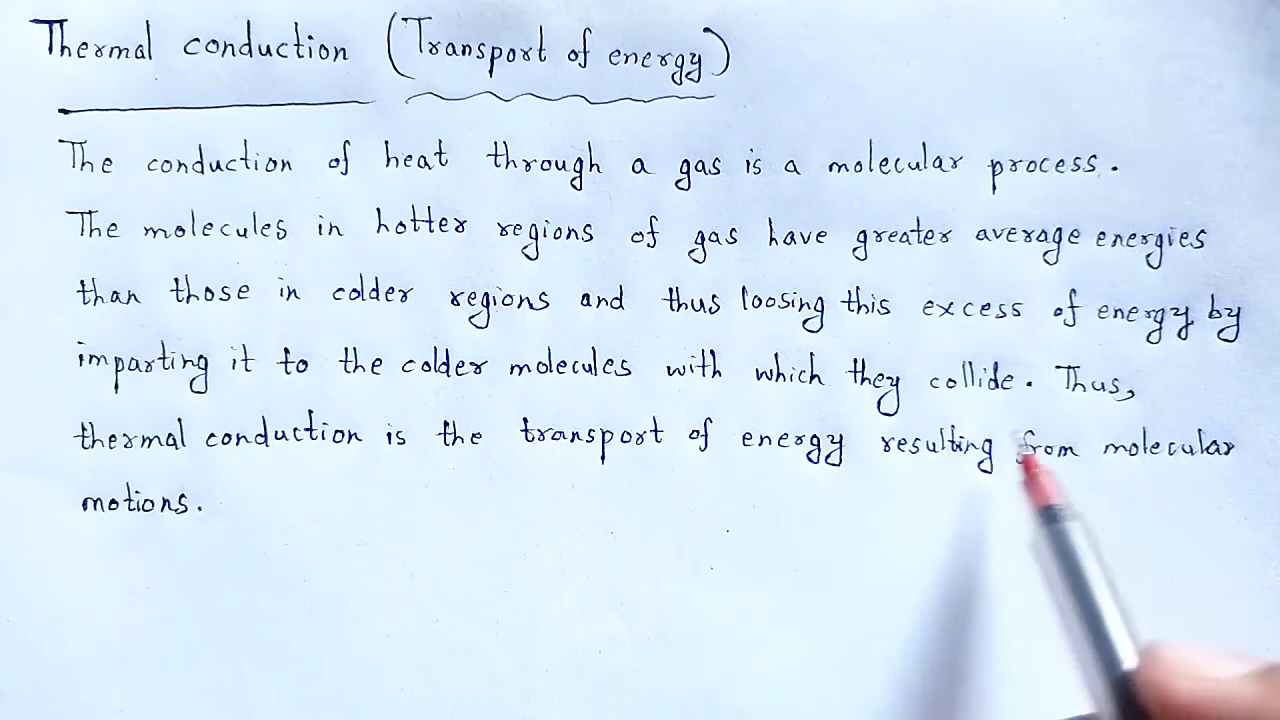 Thermal conduction (Transport of energy)
The conduction of heat through a gas is a molecular process.
The molecules in hotter regions of gas have greater average energies
than those in colder regions and thus loosing this excess of energy by
imparting it to the colder molecules with which they collide. Thus,
thermal conduction is the transport of energy resulting from molecular
motions.